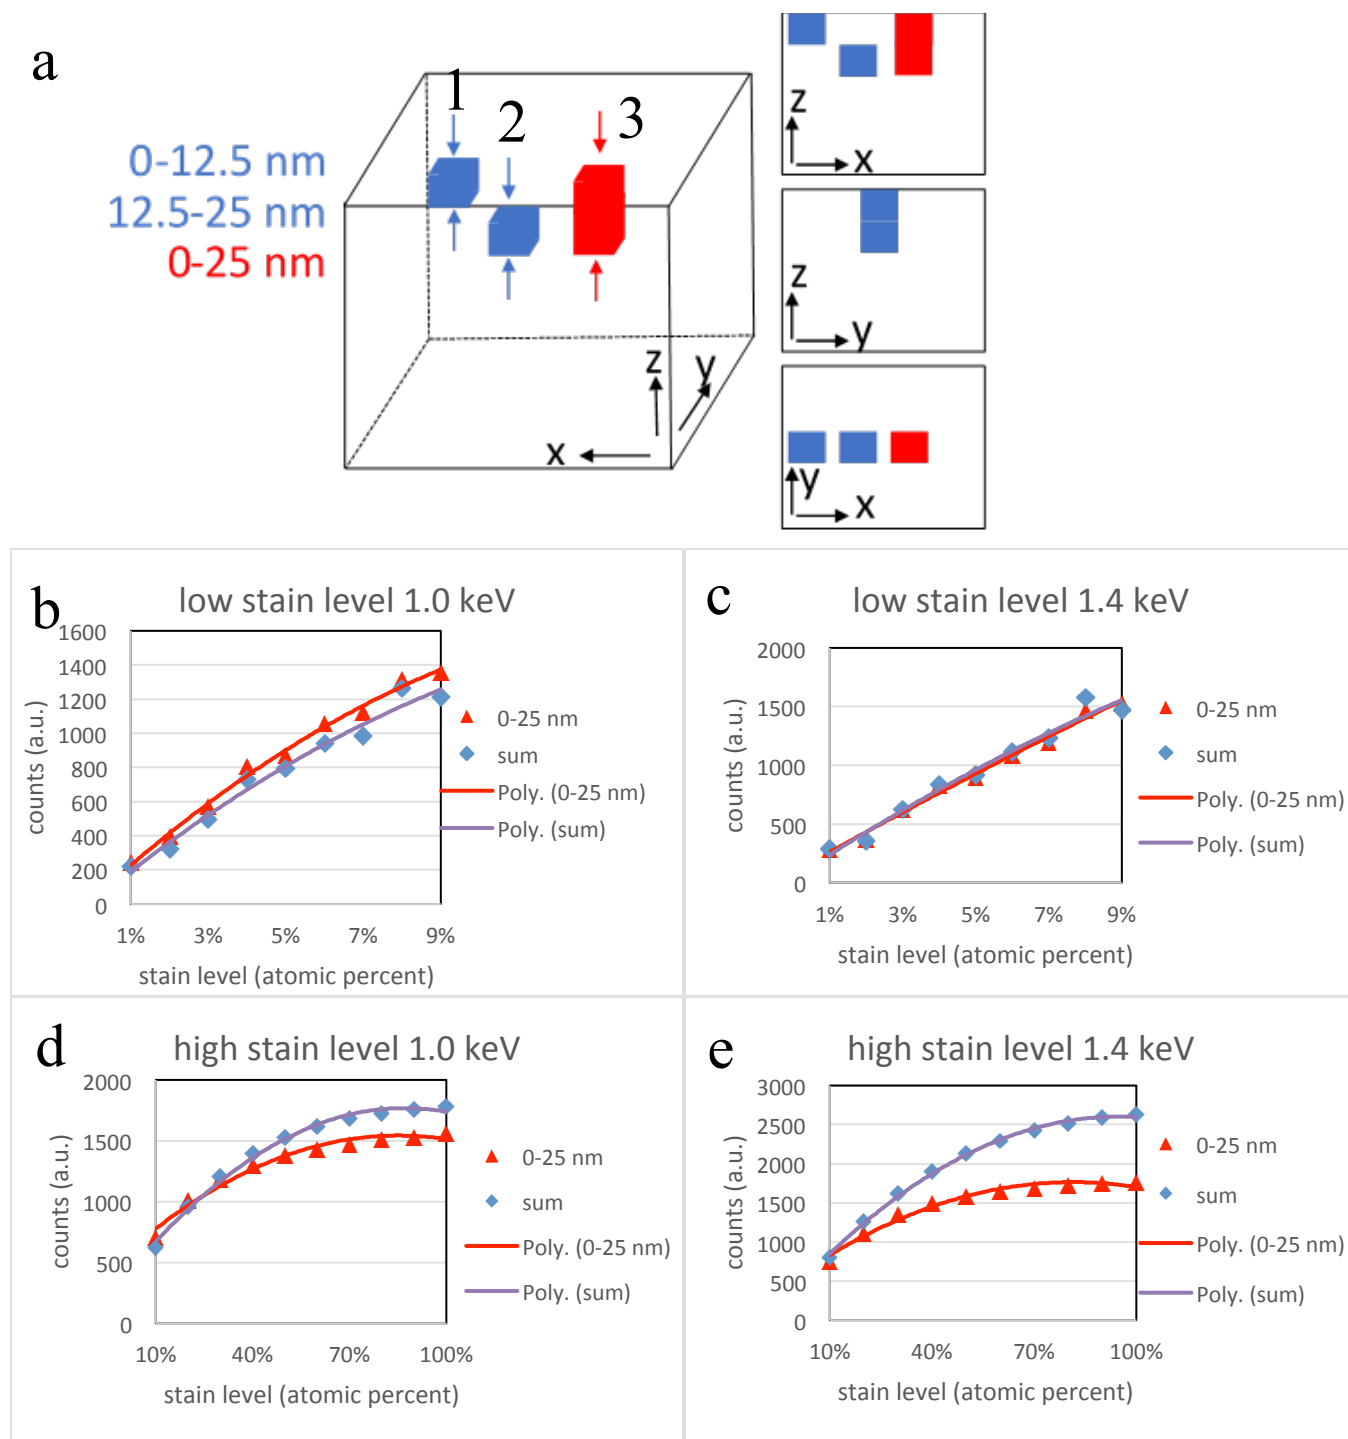 a
1
2
3
0-12.5 nm
12.5-25 nm
0-25 nm
z
y
x
z
x
z
y
y
x
b
low stain level 1.0 keV
counts (a.u.)
1600
1400
1200
1000
800
600
400
200
0
1% 3% 5% 7% 9%
stain level (atomic percent)
0-25 nm
sum
Poly. (0-25 nm)
Poly. (sum)
c
low stain level 1.4 keV
counts (a.u.)
2000
1500
1000
500
0
1% 3% 5% 7% 9%
stain level (atomic percent)
0-25 nm
sum
Poly. (0-25 nm)
Poly. (sum)
d
high stain level 1.0 keV
counts (a.u.)
2000
1500
1000
500
0
10% 40% 70% 100%
stain level (atomic percent)
0-25 nm
sum
Poly. (0-25 nm)
Poly. (sum)
e
high stain level 1.4 keV
counts (a.u.)
3000
2500
2000
1500
1000
500
0
10% 40% 70% 100%
stain level (atomic percent)
0-25 nm
sum
Poly. (0-25 nm)
Poly. (sum)